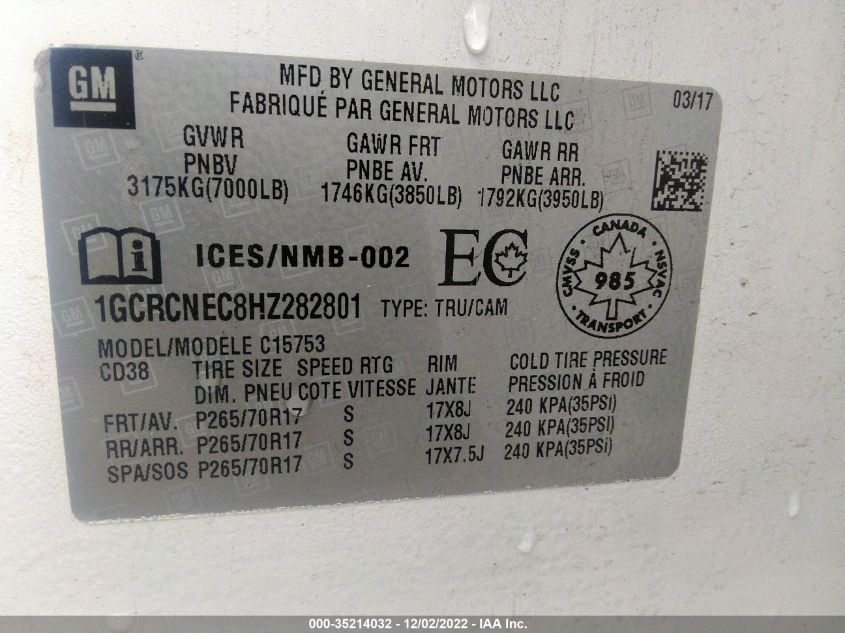 GM
MFD BY GENERAL MOTORS LLC
FABRIQUÉ PAR GENERAL MOTORS LLC
03/17
GVWR GAWR FRT GAWR RR
PNBV PNBE AV. PNBE ARR.
3175KG(7000LB) 1746KG(3850LB) 1792KG(3950LB)
ICES/NMB-002 EC
CANADA
CMVSS 985 NSVAC
TRANSPORT
1GCRCNEC8HZ282801 TYPE: TRU/CAM
MODEL/MODÈLE C15753
CD38 TIRE SIZE SPEED RTG RIM COLD TIRE PRESSURE
DIM. PNEU COTE VITESSE JANTE PRESSION À FROID
FRT/AV. P265/70R17 S 17X8J 240 KPA(35PSI)
RR/ARR. P265/70R17 S 17X8J 240 KPA(35PSI)
SPA/SOS P265/70R17 S 17X7.5J 240 KPA(35PSI)
000-35214032 - 12/02/2022 - IAA Inc.